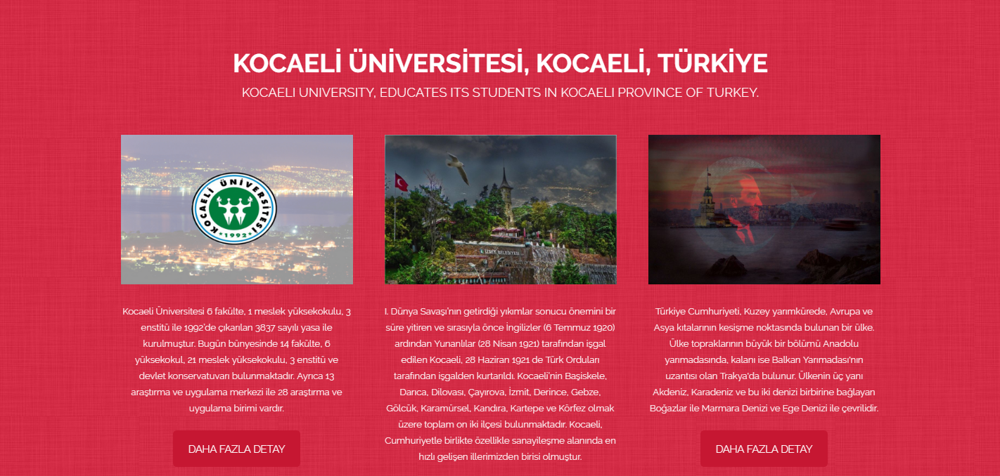 KOCAELİ ÜNİVERSİTESİ, KOCAELİ, TÜRKİYE
KOCAELI UNIVERSITY, EDUCATES ITS STUDENTS IN KOCAELI PROVINCE OF TURKEY.
KOCAELİ ÜNİVERSİTESİ
1992
Kocaeli Üniversitesi 6 fakülte, 1 meslek yüksekokulu, 3
enstitü ile 1992'de çıkarılan 3837 sayılı yasa ile
kurulmuştur. Bugün bünyesinde 14 fakülte, 6
yüksekokul, 21 meslek yüksekokulu, 3 enstitü ve
devlet konservatuvarı bulunmaktadır. Ayrıca 13
araştırma ve uygulama merkezi ile 28 araştırma ve
uygulama birimi vardır.
DAHA FAZLA DETAY
İZMİT BELEDİYESİ
I. Dünya Savaşı'nın getirdiği yıkımlar sonucu önemini bir
süre yitiren ve sırasıyla önce İngilizler (6 Temmuz 1920)
ardından Yunanlılar (28 Nisan 1921) tarafından işgal
edilen Kocaeli, 28 Haziran 1921 de Türk Orduları
tarafından işgalden kurtarıldı. Kocaeli'nin Başiskele,
Darıca, Dilovası, Çayırova, İzmit, Derince, Gebze,
Gölcük, Karamürsel, Kandıra, Kartepe ve Körfez olmak
üzere toplam on iki ilçesi bulunmaktadır. Kocaeli,
Cumhuriyetle birlikte özellikle sanayileşme alanında en
hızlı gelişen illerimizden birisi olmuştur.
Türkiye Cumhuriyeti, Kuzey yarımkürede, Avrupa ve
Asya kıtalarının kesişme noktasında bulunan bir ülke.
Ülke topraklarının büyük bir bölümü Anadolu
yarımadasında, kalanı ise Balkan Yarımadası'nın
uzantısı olan Trakya'da bulunur. Ülkenin üç yanı
Akdeniz, Karadeniz ve bu iki denizi birbirine bağlayan
Boğazlar ile Marmara Denizi ve Ege Denizi ile çevrilidir.
DAHA FAZLA DETAY